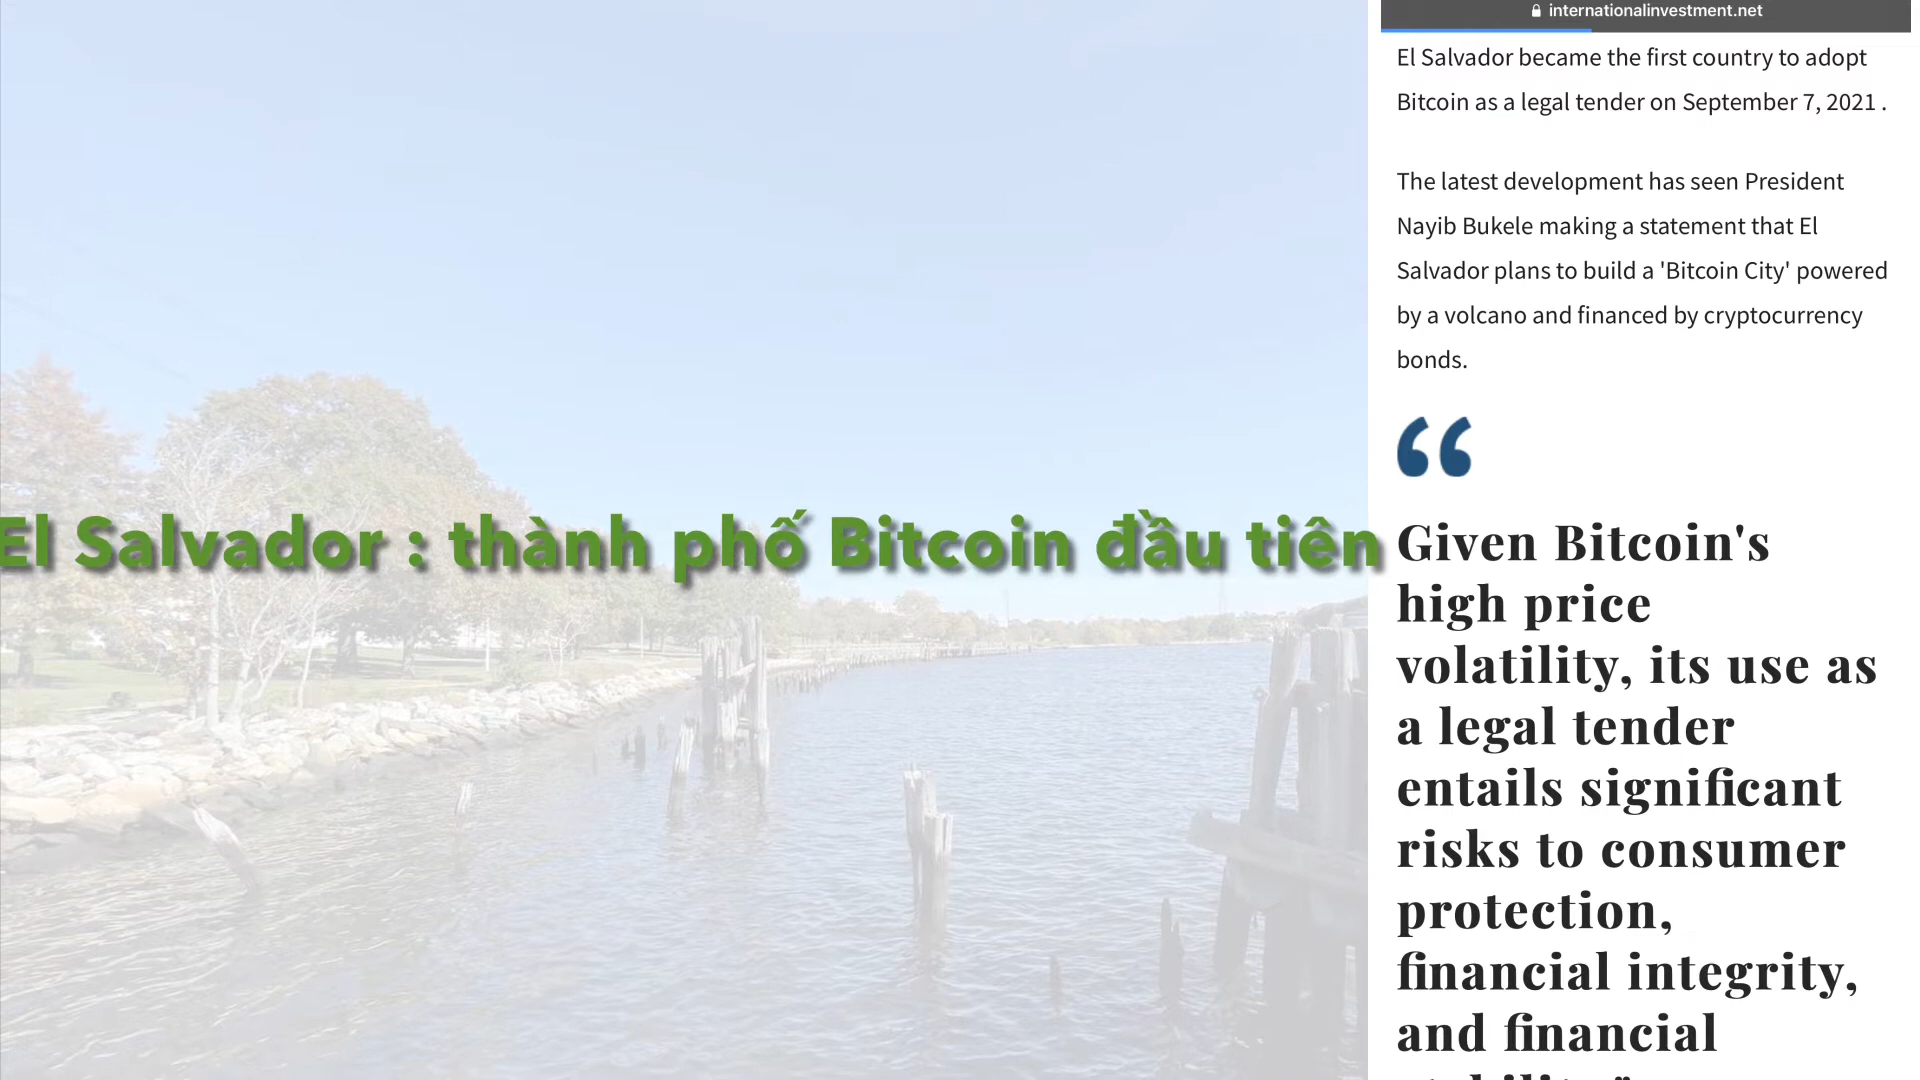 El Salvador : thành phố Bitcoin đầu tiên
internationalinvestment.net
El Salvador became the first country to adopt
Bitcoin as a legal tender on September 7, 2021 .
The latest development has seen President
Nayib Bukele making a statement that El
Salvador plans to build a 'Bitcoin City' powered
by a volcano and financed by cryptocurrency
bonds.
“
Given Bitcoin's
high price
volatility, its use as
a legal tender
entails significant
risks to consumer
protection,
financial integrity,
and financial